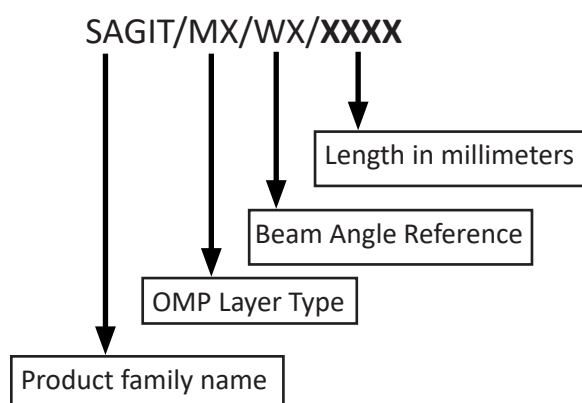 SAGIT/MX/WX/XXXX
Length in millimeters
Beam Angle Reference
OMP Layer Type
Product family name